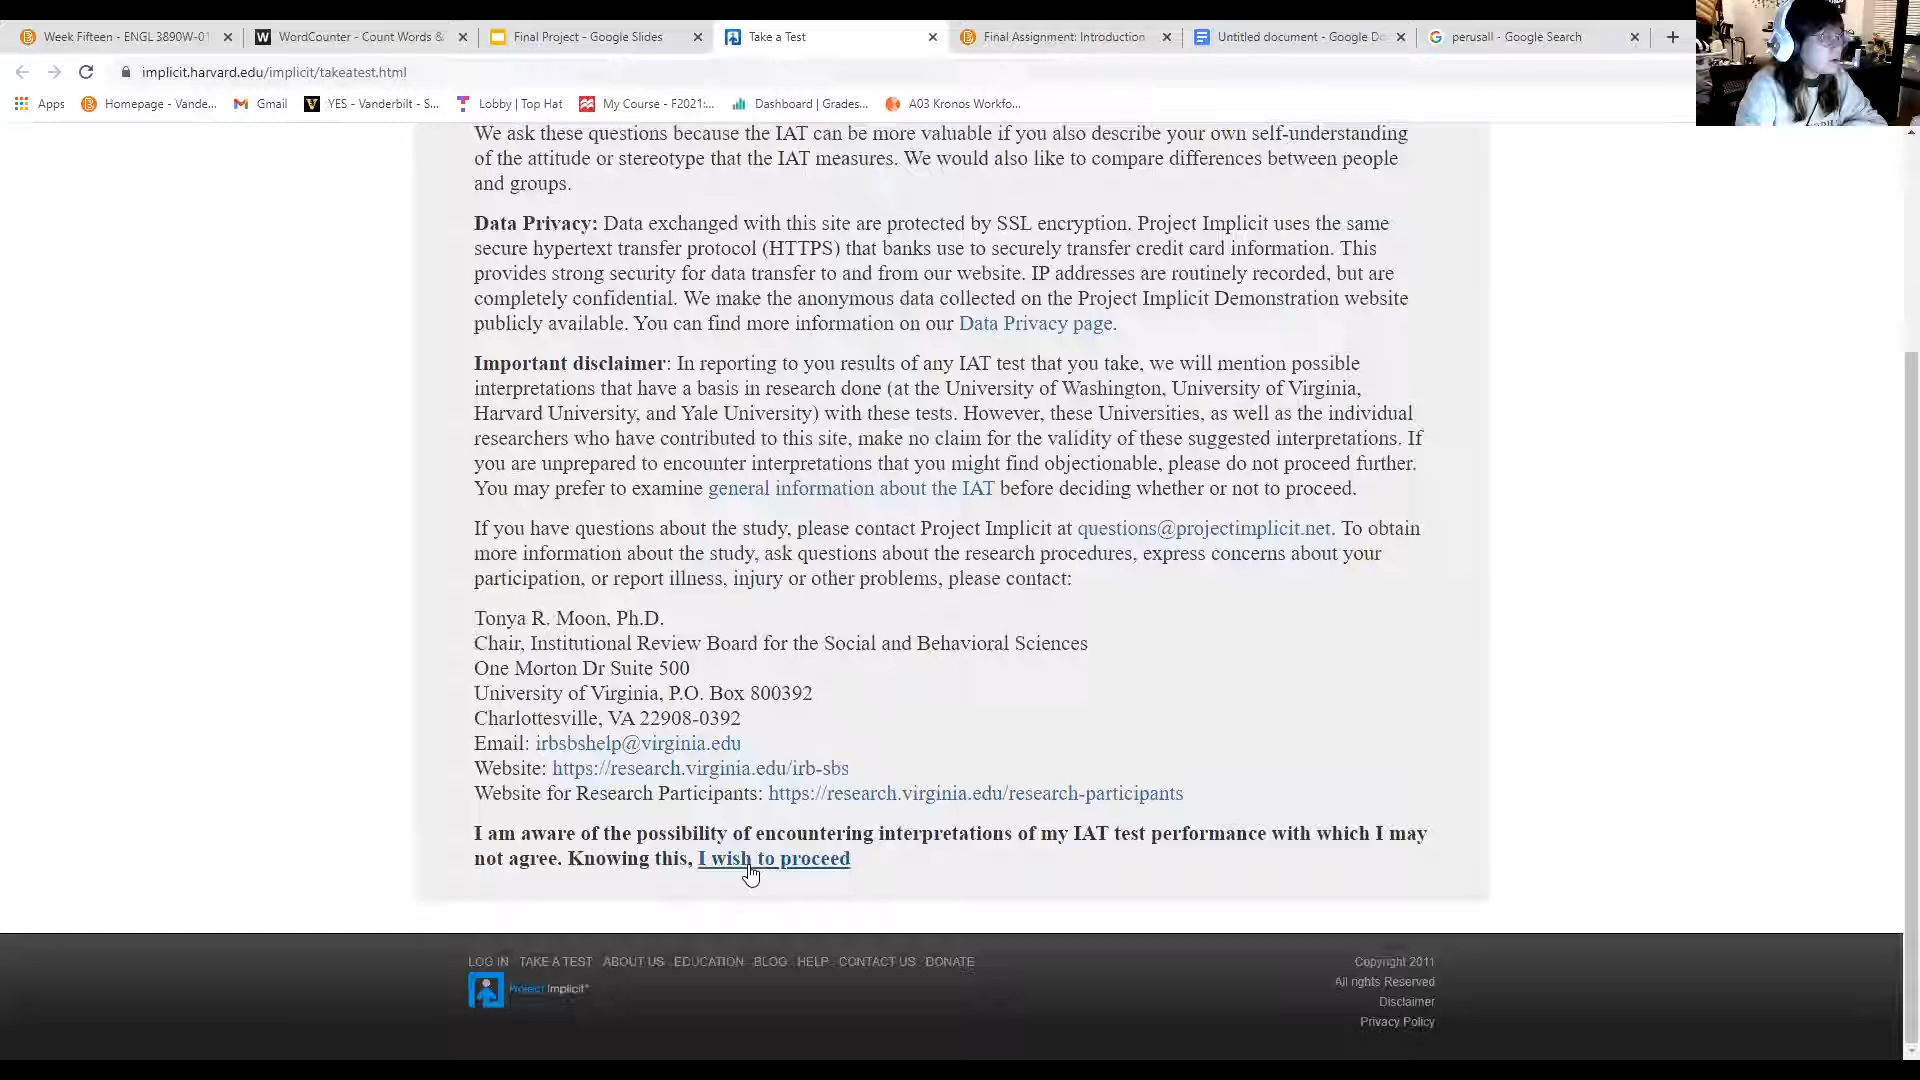 Week Fifteen - ENGL 3890W-01
WordCounter - Count Words &
Final Project - Google Slides
Take a Test
Final Assignment: Introduction
Untitled document - Google Do
perusall - Google Search
implicit.harvard.edu/implicit/takeatest.html
Apps
Homepage - Vande...
Gmail
YES - Vanderbilt - S...
Lobby | Top Hat
My Course - F2021:...
Dashboard | Grades...
A03 Kronos Workfo...
We ask these questions because the IAT can be more valuable if you also describe your own self-understanding
of the attitude or stereotype that the IAT measures. We would also like to compare differences between people
and groups.
Data Privacy: Data exchanged with this site are protected by SSL encryption. Project Implicit uses the same
secure hypertext transfer protocol (HTTPS) that banks use to securely transfer credit card information. This
provides strong security for data transfer to and from our website. IP addresses are routinely recorded, but are
completely confidential. We make the anonymous data collected on the Project Implicit Demonstration website
publicly available. You can find more information on our Data Privacy page.
Important disclaimer: In reporting to you results of any IAT test that you take, we will mention possible
interpretations that have a basis in research done (at the University of Washington, University of Virginia,
Harvard University, and Yale University) with these tests. However, these Universities, as well as the individual
researchers who have contributed to this site, make no claim for the validity of these suggested interpretations. If
you are unprepared to encounter interpretations that you might find objectionable, please do not proceed further.
You may prefer to examine general information about the IAT before deciding whether or not to proceed.
If you have questions about the study, please contact Project Implicit at questions@projectimplicit.net. To obtain
more information about the study, ask questions about the research procedures, express concerns about your
participation, or report illness, injury or other problems, please contact:
Tonya R. Moon, Ph.D.
Chair, Institutional Review Board for the Social and Behavioral Sciences
One Morton Dr Suite 500
University of Virginia, P.O. Box 800392
Charlottesville, VA 22908-0392
Email: irbsbshelp@virginia.edu
Website: https://research.virginia.edu/irb-sbs
Website for Research Participants: https://research.virginia.edu/research-participants
I am aware of the possibility of encountering interpretations of my IAT test performance with which I may
not agree. Knowing this, I wish to proceed
LOG IN TAKE A TEST ABOUT US EDUCATION BLOG HELP CONTACT US DONATE
Project Implicit®
Copyright 2011
All rights Reserved
Disclaimer
Privacy Policy